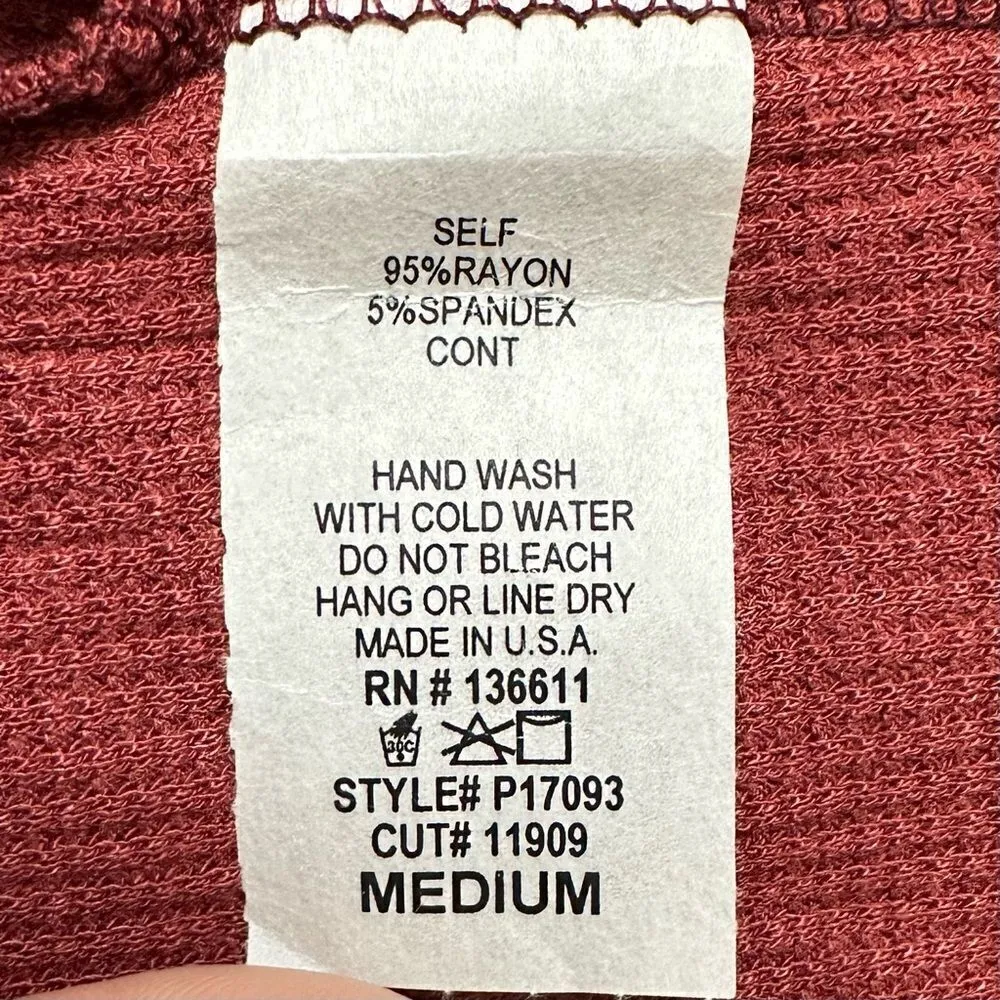 SELF
95%RAYON
5%SPANDEX
CONT
HAND WASH
WITH COLD WATER
DO NOT BLEACH
HANG OR LINE DRY
MADE IN U.S.A.
RN # 136611
30C
STYLE# P17093
CUT# 11909
MEDIUM